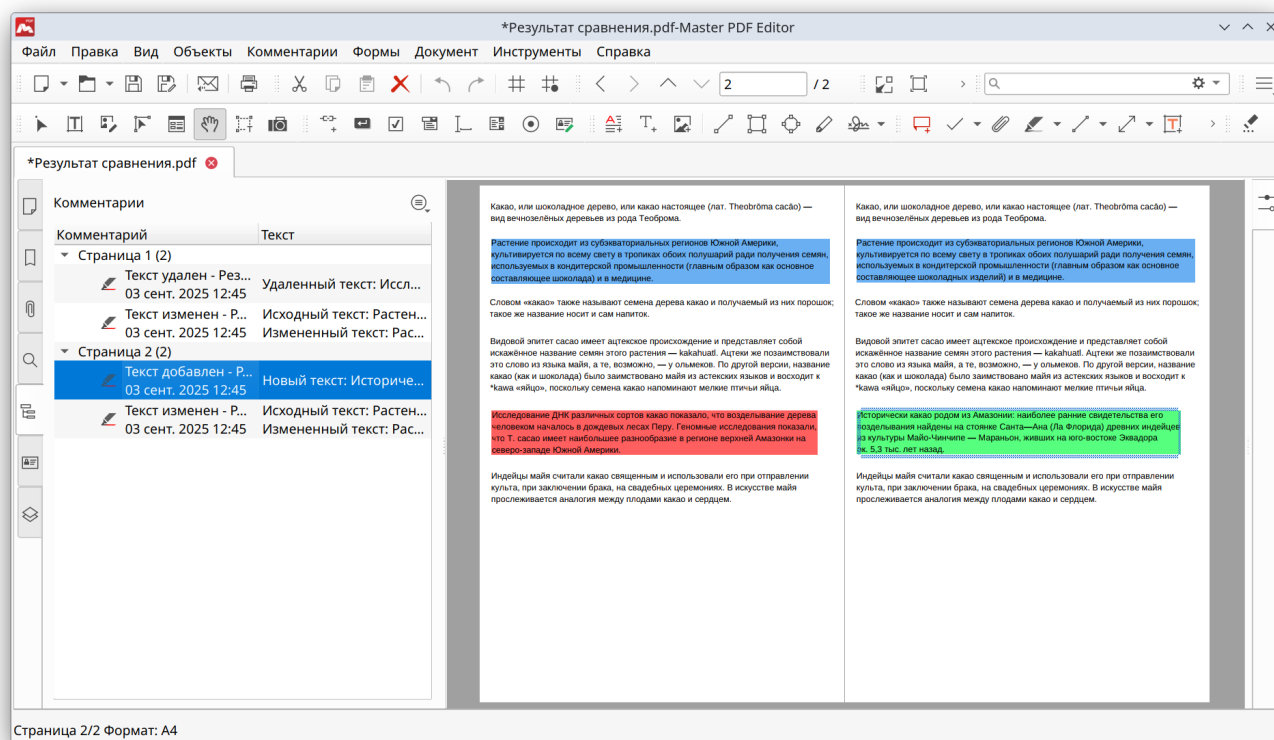 *Результат сравнения.pdf-Master PDF Editor
Файл Правка Вид Объекты Комментарии Формы Документ Инструменты Справка
2 / 2
*Результат сравнения.pdf
Комментарии
Комментарий Текст
Страница 1 (2)
Текст удален - Рез...
03 сент. 2025 12:45
Удаленный текст: Иссл...
Текст изменен - Р...
03 сент. 2025 12:45
Исходный текст: Растен...
Измененный текст: Рас...
Страница 2 (2)
Текст добавлен - Р...
03 сент. 2025 12:45
Новый текст: Историче...
Текст изменен - Р...
03 сент. 2025 12:45
Исходный текст: Растен...
Измененный текст: Рас...
Какао, или шоколадное дерево, или какао настоящее (лат. Theobrōma cacāo) —
вид вечнозелёных деревьев из рода Теоброма.
Растение происходит из субэкваториальных регионов Южной Америки,
культивируется по всему свету в тропиках обоих полушарий ради получения семян,
используемых в кондитерской промышленности (главным образом как основное
составляющее шоколада) и в медицине.
Словом «какао» также называют семена дерева какао и получаемый из них порошок;
такое же название носит и сам напиток.
Видовой эпитет cacao имеет ацтекское происхождение и представляет собой
искажённое название семян этого растения — kakahuatl. Ацтеки же позаимствовали
это слово из языка майя, а те, возможно, — у ольмеков. По другой версии, название
какао (как и шоколада) было заимствовано майя из астекских языков и восходит к
*kawa «яйцо», поскольку семена какао напоминают мелкие птичьи яйца.
Исследование ДНК различных сортов какао показало, что возделывание дерева
человеком началось в дождевых лесах Перу. Геномные исследования показали,
что T. cacao имеет наибольшее разнообразие в регионе верхней Амазонки на
северо-западе Южной Америки.
Индейцы майя считали какао священным и использовали его при отправлении
культа, при заключении брака, на свадебных церемониях. В искусстве майя
прослеживается аналогия между плодами какао и сердцем.
Какао, или шоколадное дерево, или какао настоящее (лат. Theobrōma cacāo) —
вид вечнозелёных деревьев из рода Теоброма.
Растение происходит из субэкваториальных регионов Южной Америки,
культивируется по всему свету в тропиках обоих полушарий ради получения семян,
используемых в кондитерской промышленности (главным образом как основное
составляющее шоколадных изделий) и в медицине.
Словом «какао» также называют семена дерева какао и получаемый из них порошок;
такое же название носит и сам напиток.
Видовой эпитет cacao имеет ацтекское происхождение и представляет собой
искажённое название семян этого растения — kakahuatl. Ацтеки же позаимствовали
это слово из языка майя, а те, возможно, — у ольмеков. По другой версии, название
какао (как и шоколада) было заимствовано майя из астекских языков и восходит к
*kawa «яйцо», поскольку семена какао напоминают мелкие птичьи яйца.
Исторически какао родом из Амазонии: наиболее ранние свидетельства его
возделывания найдены на стоянке Санта—Ана (Ла Флорида) древних индейцев
из культуры Майо-Чинчипе — Мараньон, живших на юго-востоке Эквадора
ок. 5,3 тыс. лет назад.
Индейцы майя считали какао священным и использовали его при отправлении
культа, при заключении брака, на свадебных церемониях. В искусстве майя
прослеживается аналогия между плодами какао и сердцем.
Страница 2/2 Формат: A4